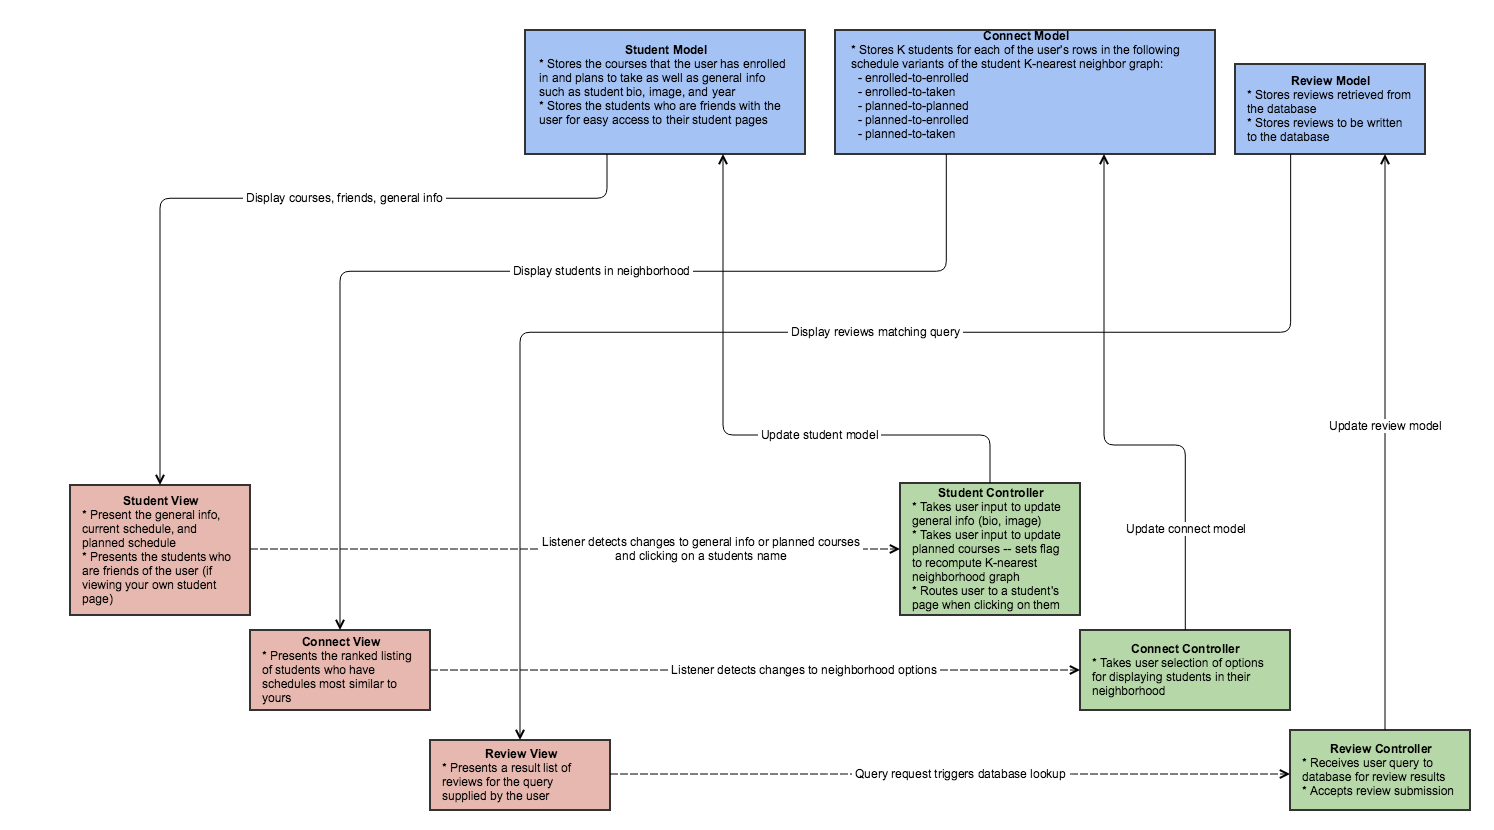 Student Model
* Stores the courses that the user has enrolled
in and plans to take as well as general info
such as student bio, image, and year
* Stores the students who are friends with the
user for easy access to their student pages
Connect Model
* Stores K students for each of the user's rows in the following
schedule variants of the student K-nearest neighbor graph:
- enrolled-to-enrolled
- enrolled-to-taken
- planned-to-planned
- planned-to-enrolled
- planned-to-taken
Review Model
* Stores reviews retrieved from
the database
* Stores reviews to be written
to the database
Display courses, friends, general info
Display students in neighborhood
Display reviews matching query
Update student model
Update review model
Update connect model
Student View
* Present the general info,
current schedule, and
planned schedule
* Presents the students who
are friends of the user (if
viewing your own student
page)
Listener detects changes to general info or planned courses
and clicking on a students name
Student Controller
* Takes user input to update
general info (bio, image)
* Takes user input to update
planned courses -- sets flag
to recompute K-nearest
neighborhood graph
* Routes user to a student's
page when clicking on them
Connect View
* Presents the ranked listing
of students who have
schedules most similar to
yours
Listener detects changes to neighborhood options
Connect Controller
* Takes user selection of options
for displaying students in their
neighborhood
Review View
* Presents a result list of
reviews for the query
supplied by the user
Query request triggers database lookup
Review Controller
* Receives user query to
database for review results
* Accepts review submission